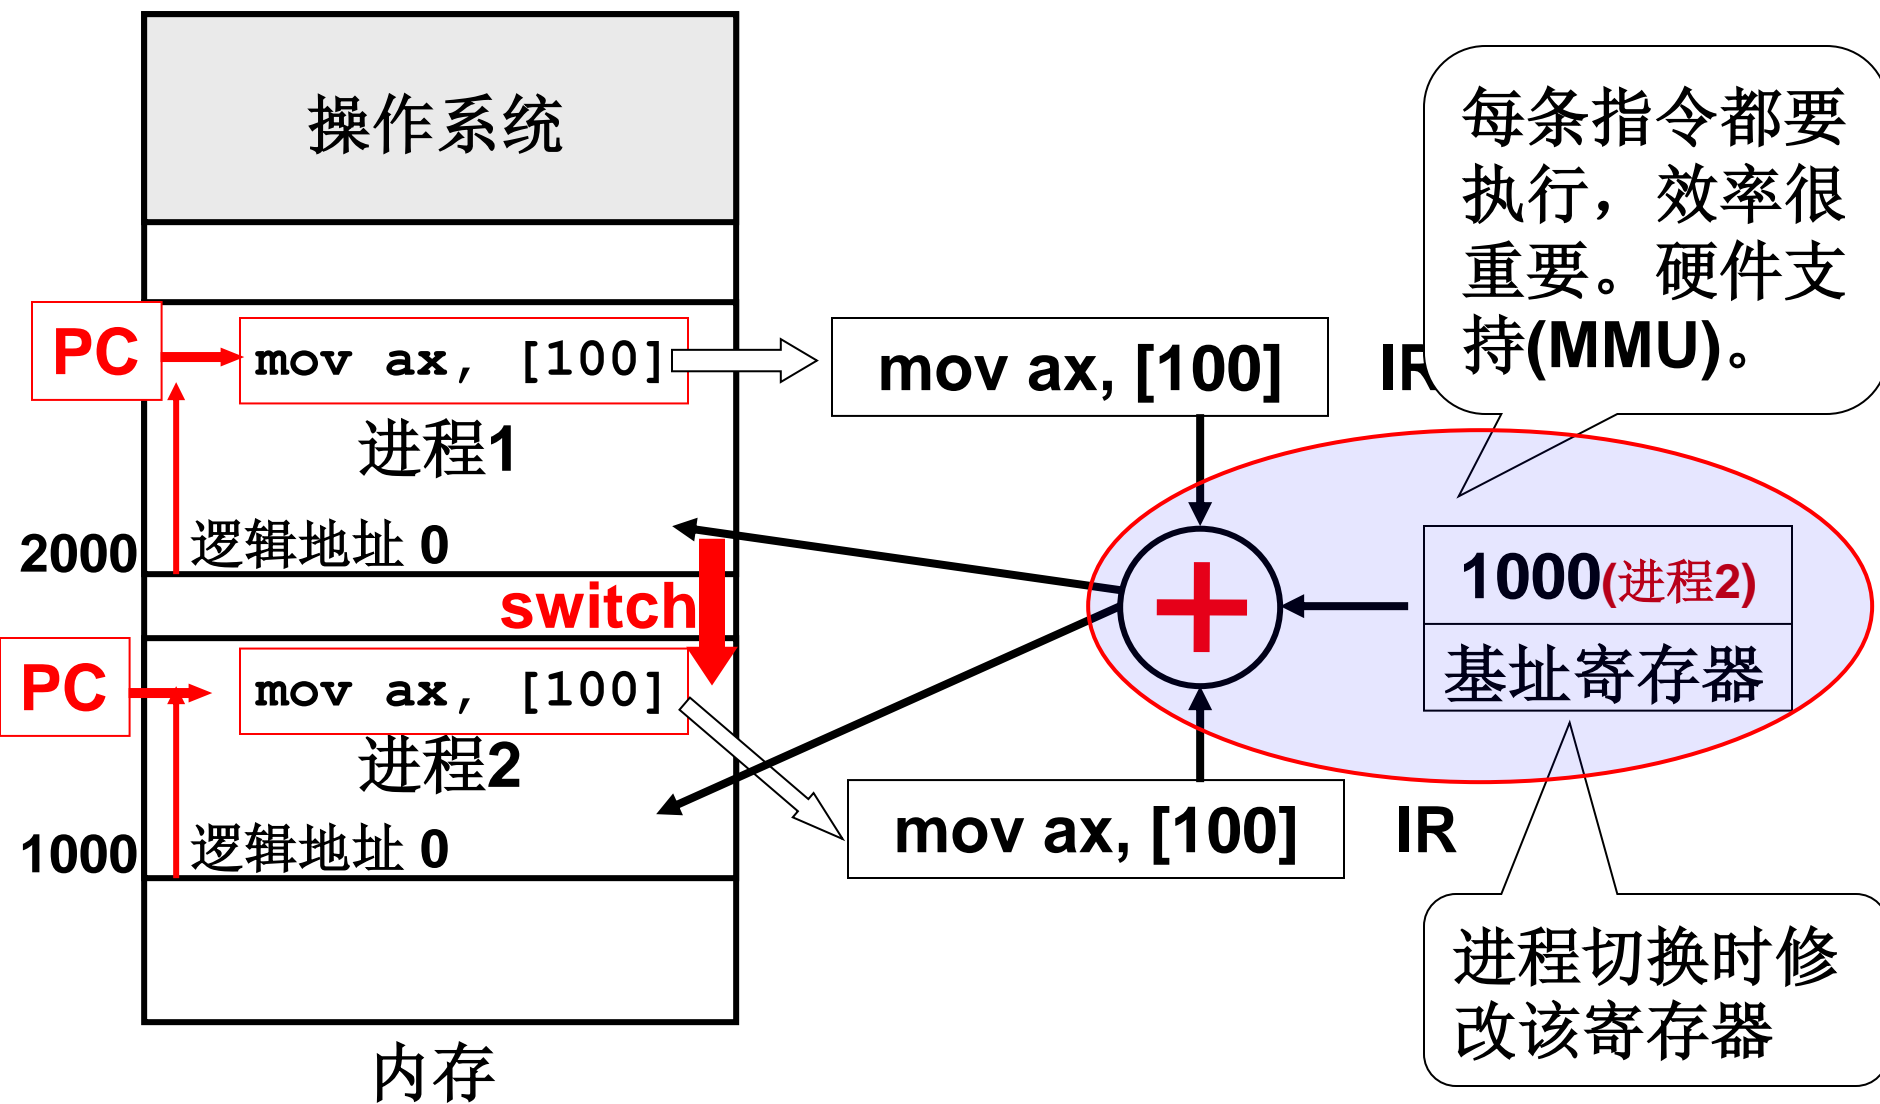 操作系统
每条指令都要
执行，效率很
重要。硬件支
持(MMU)。
PC
mov ax, [100]
mov ax, [100]
IR
进程1
2000
逻辑地址 0
switch
1000(进程2)
基址寄存器
PC
mov ax, [100]
进程2
mov ax, [100]
IR
1000
逻辑地址 0
进程切换时修
改该寄存器
内存